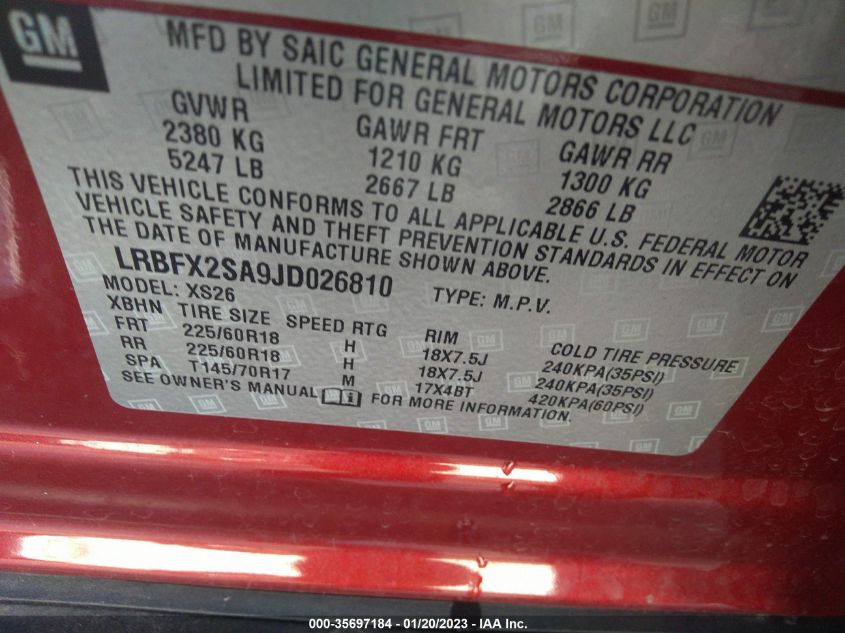 GM
MFD BY SAIC GENERAL MOTORS CORPORATION
LIMITED FOR GENERAL MOTORS LLC
GVWR GAWR FRT GAWR RR
2380 KG 1210 KG 1300 KG
5247 LB 2667 LB 2866 LB
THIS VEHICLE CONFORMS TO ALL APPLICABLE U.S. FEDERAL MOTOR
VEHICLE SAFETY AND THEFT PREVENTION STANDARDS IN EFFECT ON
THE DATE OF MANUFACTURE SHOWN ABOVE.
LRBFX2SA9JD026810 TYPE: M.P.V.
MODEL: XS26
XBHN TIRE SIZE SPEED RTG RIM COLD TIRE PRESSURE
FRT 225/60R18 H 18X7.5J 240KPA(35PSI)
RR 225/60R18 H 18X7.5J 240KPA(35PSI)
SPA T145/70R17 M 17X4BT 420KPA(60PSI)
SEE OWNER'S MANUAL FOR MORE INFORMATION.
000-35697184 - 01/20/2023 - IAA Inc.